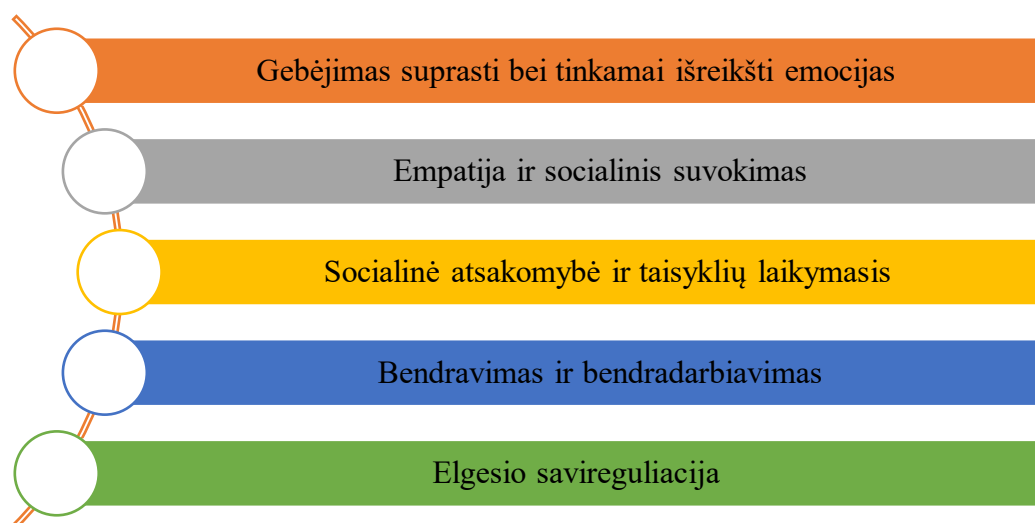 Gebėjimas suprasti bei tinkamai išreikšti emocijas
Empatija ir socialinis suvokimas
Socialinė atsakomybė ir taisyklių laikymasis
Bendravimas ir bendradarbiavimas
Elgesio savireguliacija